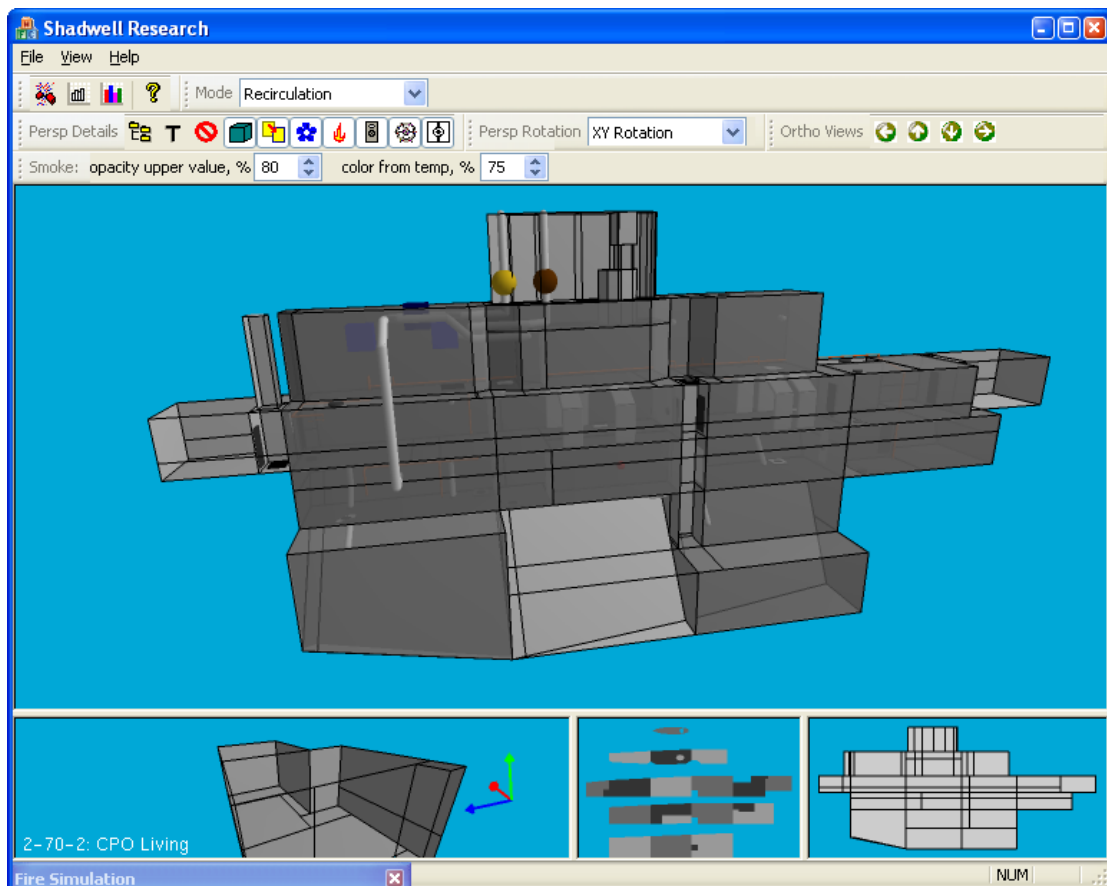 Shadwell Research
File View Help
Mode Recirculation
Persp Details T Persp Rotation XY Rotation Ortho Views
Smoke: opacity upper value, % 80 color from temp, % 75
2-70-2: CPO Living
Fire Simulation
NUM